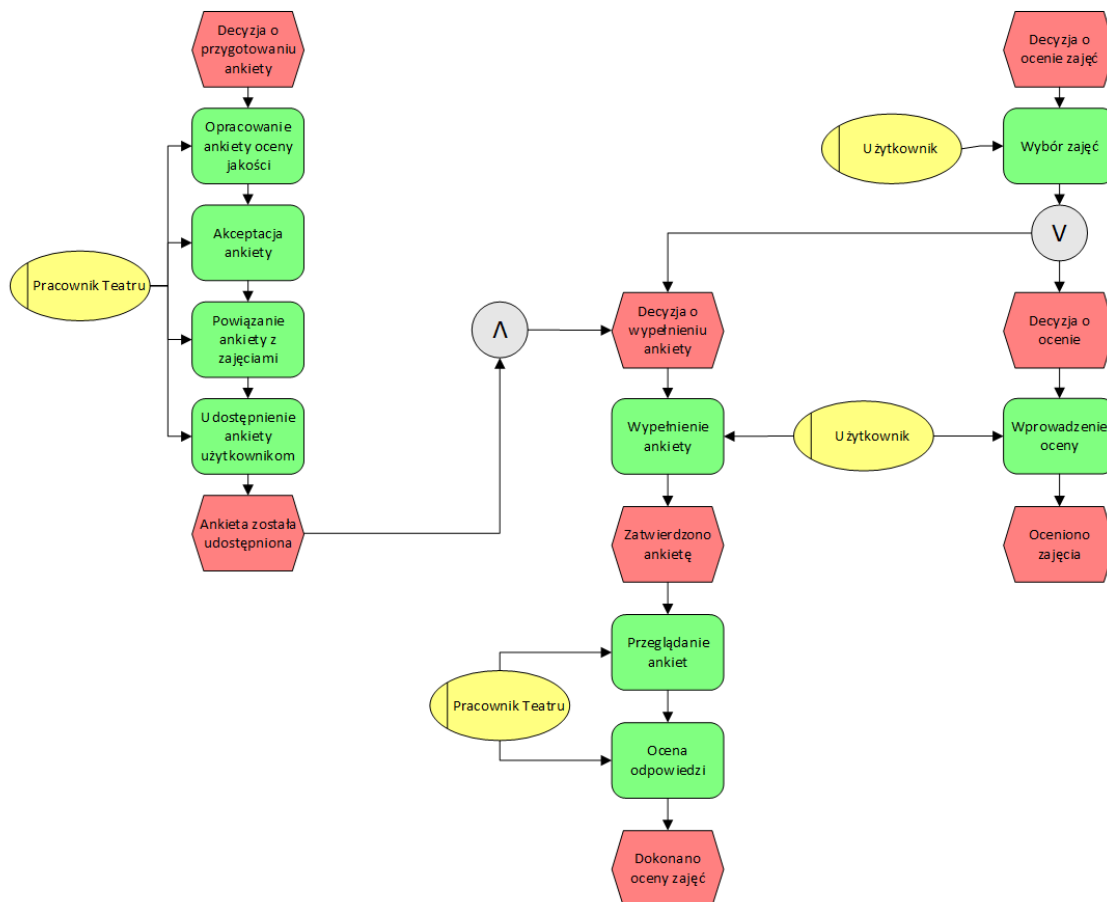 Decyzja o
przygotowaniu
ankiety
Opracowanie
ankiety oceny
jakości
Akceptacja
ankiety
Pracownik Teatru
Powiązanie
ankiety z
zajęciami
Udostępnienie
ankiety
użytkownikom
Ankieta została
udostępniona
Λ
Decyzja o
ocenie zajęć
Użytkownik
Wybór zajęć
V
Decyzja o
wypełnieniu
ankiety
Decyzja o
ocenie
Wypełnienie
ankiety
Użytkownik
Wprowadzenie
oceny
Zatwierdzono
ankietę
Oceniono
zajęcia
Przeglądanie
ankiet
Pracownik Teatru
Ocena
odpowiedzi
Dokonano
oceny zajęć